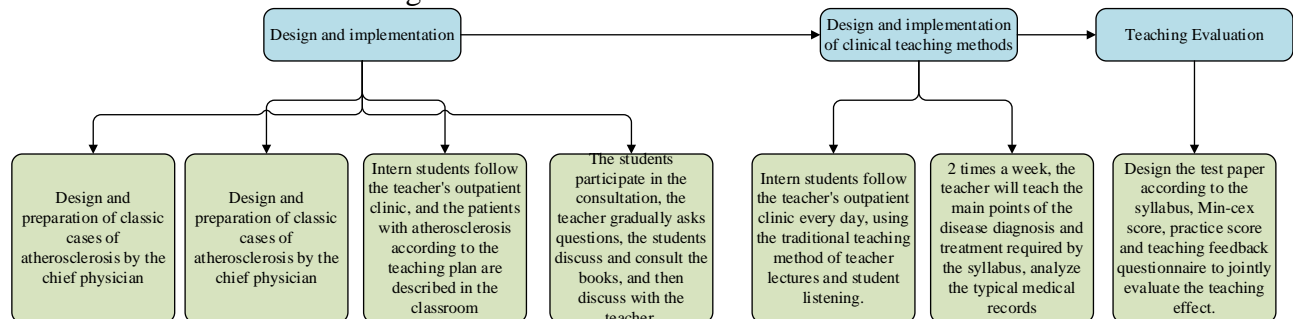 Design and implementation
Design and implementation
of clinical teaching methods
Teaching Evaluation
Design and
preparation of classic
cases of
atherosclerosis by the
chief physician
Design and
preparation of classic
cases of
atherosclerosis by the
chief physician
Intern students follow
the teacher's outpatient
clinic, and the patients
with atherosclerosis
according to the
teaching plan are
described in the
classroom
The students
participate in the
consultation, the
teacher gradually asks
questions, the students
discuss and consult the
books, and then
discuss with the
teacher
Intern students follow
the teacher's outpatient
clinic every day, using
the traditional teaching
method of teacher
lectures and student
listening.
2 times a week, the
teacher will teach the
main points of the
disease diagnosis and
treatment required by
the syllabus, analyze
the typical medical
records
Design the test paper
according to the
syllabus, Min-cex
score, practice score
and teaching feedback
questionnaire to jointly
evaluate the teaching
effect.